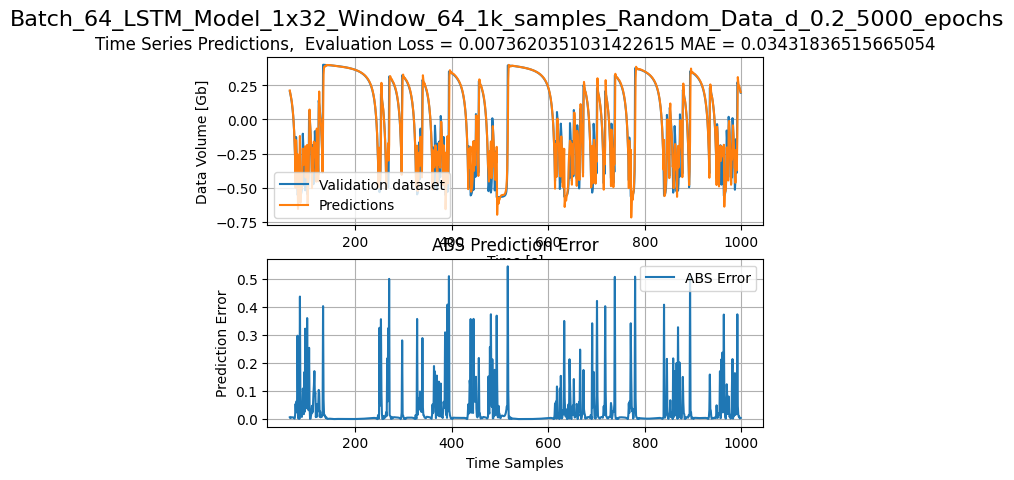 Batch_64_LSTM_Model_1x32_Window_64_1k_samples_Random_Data_d_0.2_5000_epochs
Time Series Predictions,  Evaluation Loss = 0.0073620351031422615 MAE = 0.03431836515665054
Data Volume [Gb]
0.25
0.00
−0.25
−0.50
−0.75
Validation dataset
Predictions
200 400 600 800 1000
Time [s]
ABS Prediction Error
Prediction Error
0.5
0.4
0.3
0.2
0.1
0.0
ABS Error
200 400 600 800 1000
Time Samples